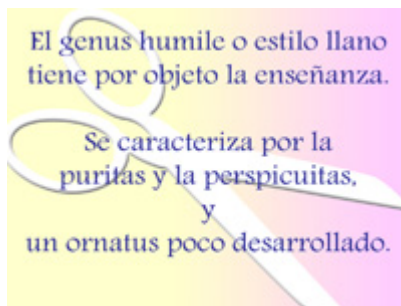 El genus humile o estilo llano
tiene por objeto la enseñanza.
Se caracteriza por la
puritas y la perspicuitas,
y
un ornatus poco desarrollado.